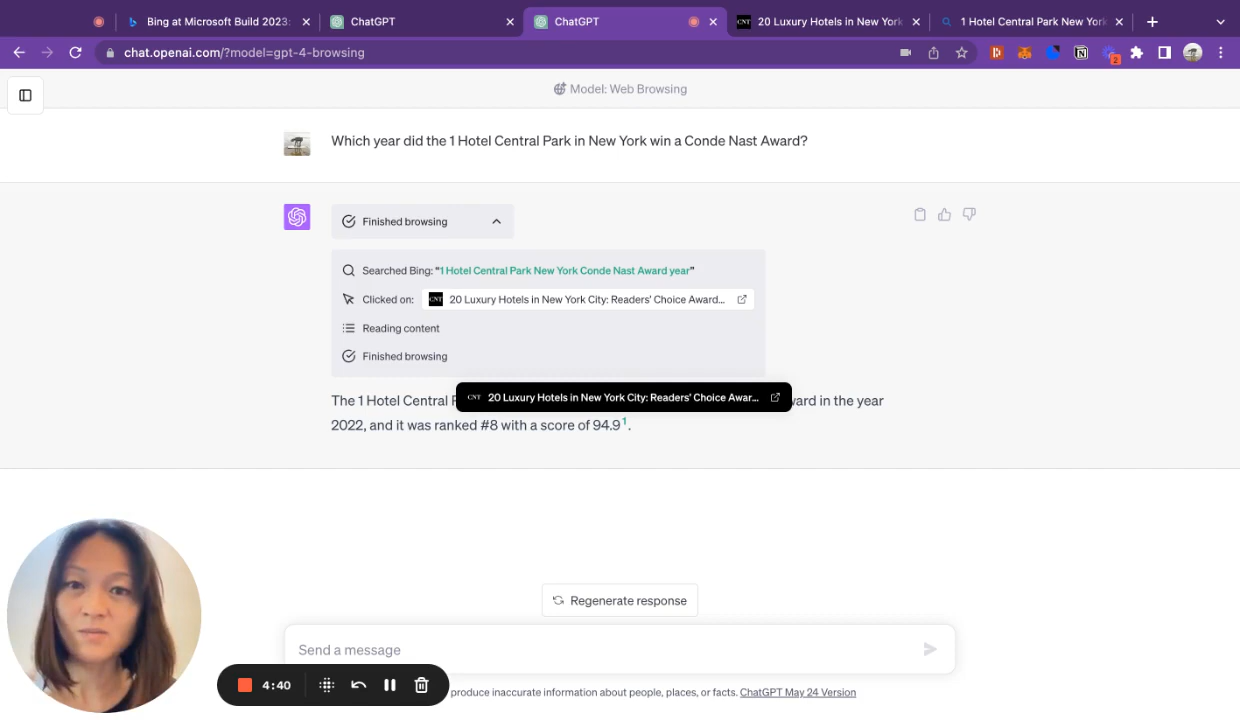 Bing at Microsoft Build 2023:
ChatGPT
ChatGPT
CNT 20 Luxury Hotels in New York
1 Hotel Central Park New York
chat.openai.com/?model=gpt-4-browsing
2
Model: Web Browsing
Which year did the 1 Hotel Central Park in New York win a Conde Nast Award?
Finished browsing
Searched Bing: "1 Hotel Central Park New York Conde Nast Award year"
Clicked on: CNT 20 Luxury Hotels in New York City: Readers' Choice Award...
Reading content
Finished browsing
CNT 20 Luxury Hotels in New York City: Readers' Choice Awar...
The 1 Hotel Central ward in the year
2022, and it was ranked #8 with a score of 94.9 1.
Regenerate response
Send a message
4:40
produce inaccurate information about people, places, or facts. ChatGPT May 24 Version